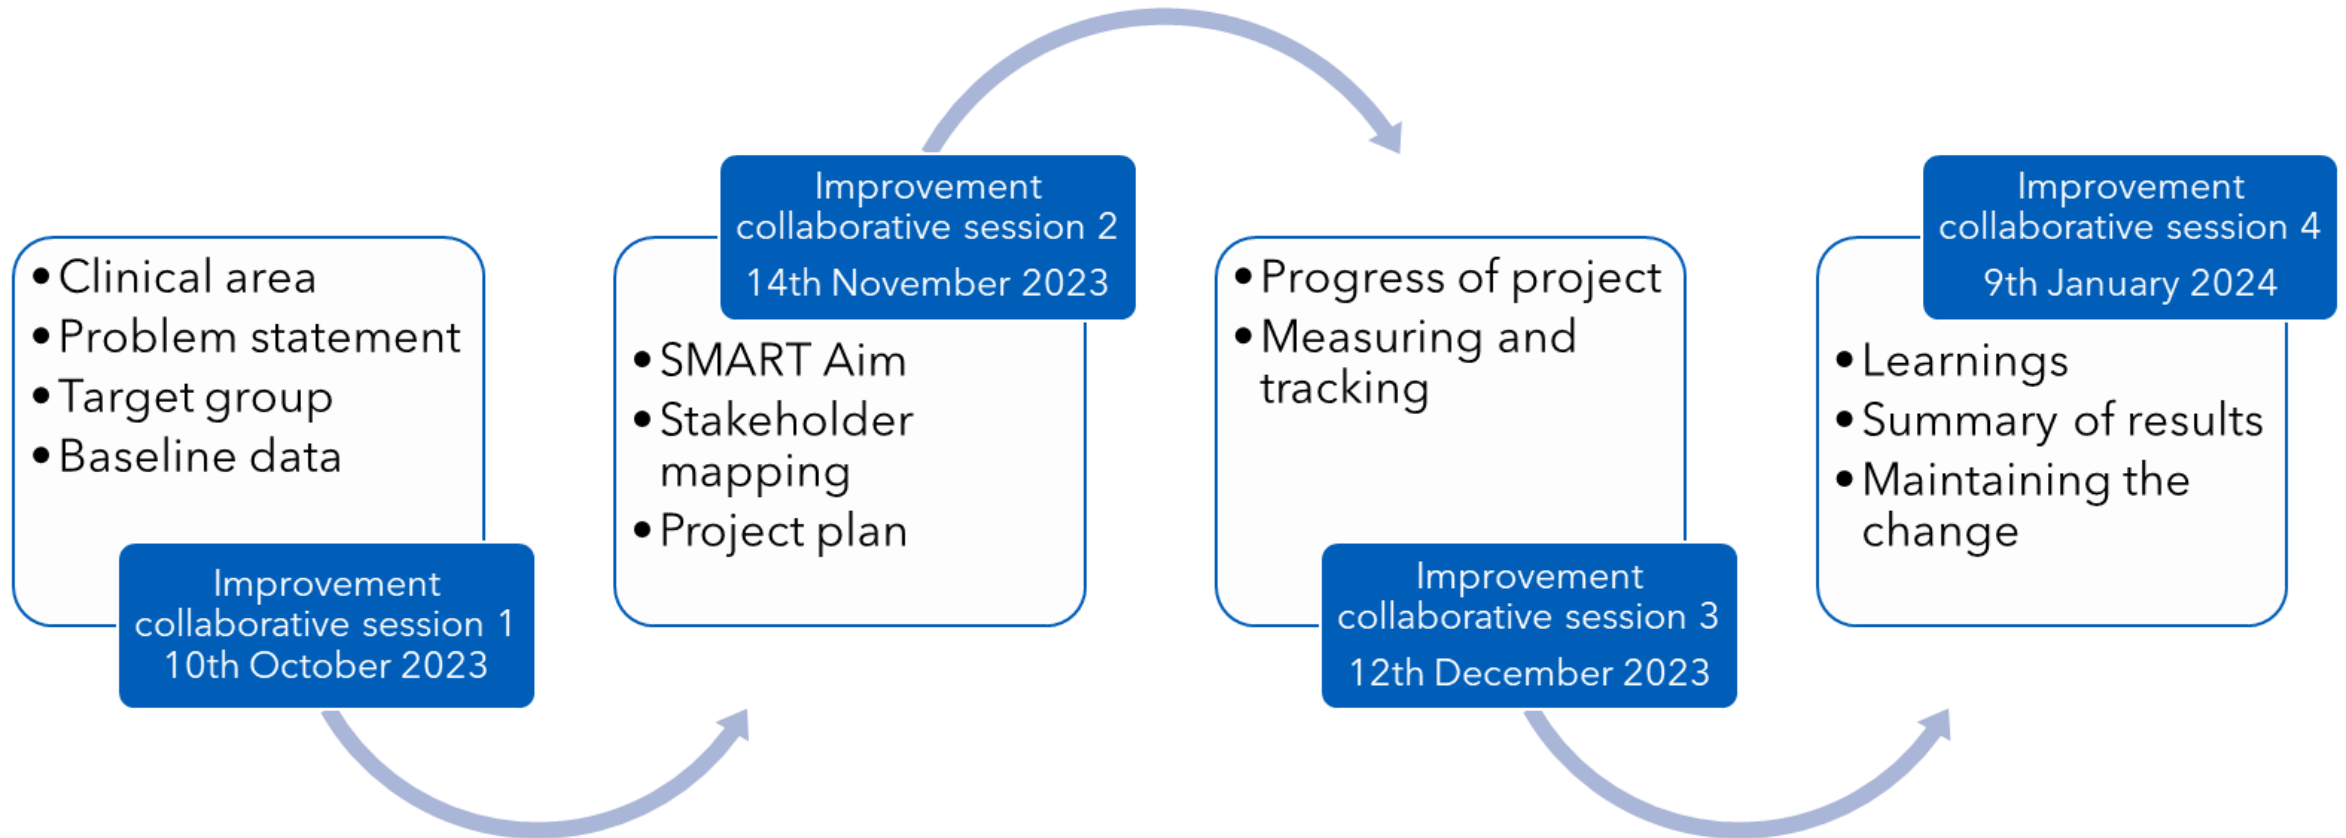 • Clinical area
• Problem statement
• Target group
• Baseline data
Improvement
collaborative session 1
10th October 2023
Improvement
collaborative session 2
14th November 2023
• SMART Aim
• Stakeholder
mapping
• Project plan
• Progress of project
• Measuring and
tracking
Improvement
collaborative session 3
12th December 2023
Improvement
collaborative session 4
9th January 2024
• Learnings
• Summary of results
• Maintaining the
change